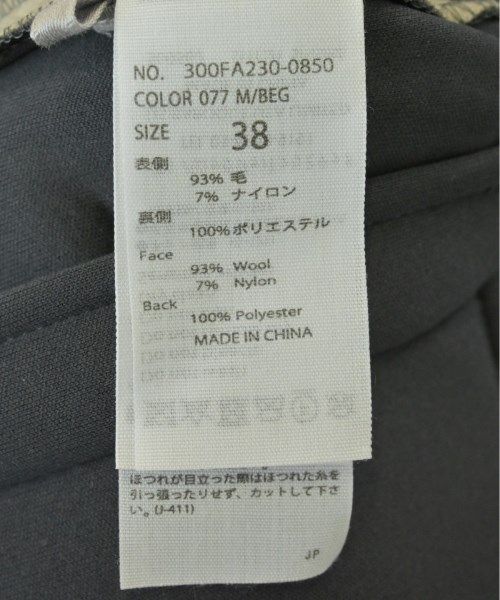 NO. 300FA230-0850
COLOR 077 M/BEG
SIZE 38
表側
93% 毛
7% ナイロン
裏側
100% ポリエステル
Face
93% Wool
7% Nylon
Back
100% Polyester
MADE IN CHINA
ほつれが目立った際はほつれた糸を
引っ張ったりせず、カットして下さ
い。(J-411)
JP